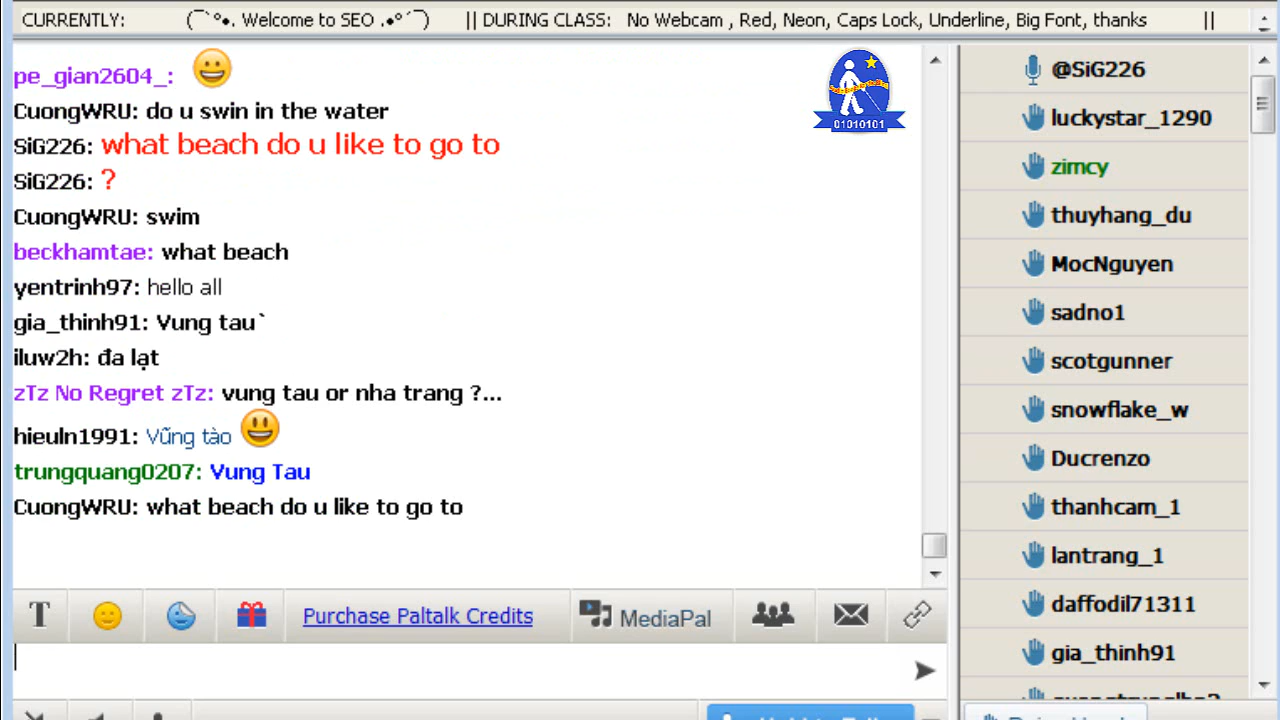 CURRENTLY: (¯`º•. Welcome to SEO .•º´¯) || DURING CLASS: No Webcam , Red, Neon, Caps Lock, Underline, Big Font, thanks ||
pe_gian2604_:
CuongWRU: do u swin in the water
SiG226: what beach do u like to go to
SiG226: ?
CuongWRU: swim
beckhamtae: what beach
yentrinh97: hello all
gia_thinh91: Vung tau`
iluw2h: đa lạt
zTz No Regret zTz: vung tau or nha trang ?...
hieuln1991: Vũng tào
trungquang0207: Vung Tau
CuongWRU: what beach do u like to go to
01010101
T
Purchase Paltalk Credits
MediaPal
@SiG226
luckystar_1290
zimcy
thuyhang_du
MocNguyen
sadno1
scotgunner
snowflake_w
Ducrenzo
thanhcam_1
lantrang_1
daffodil71311
gia_thinh91